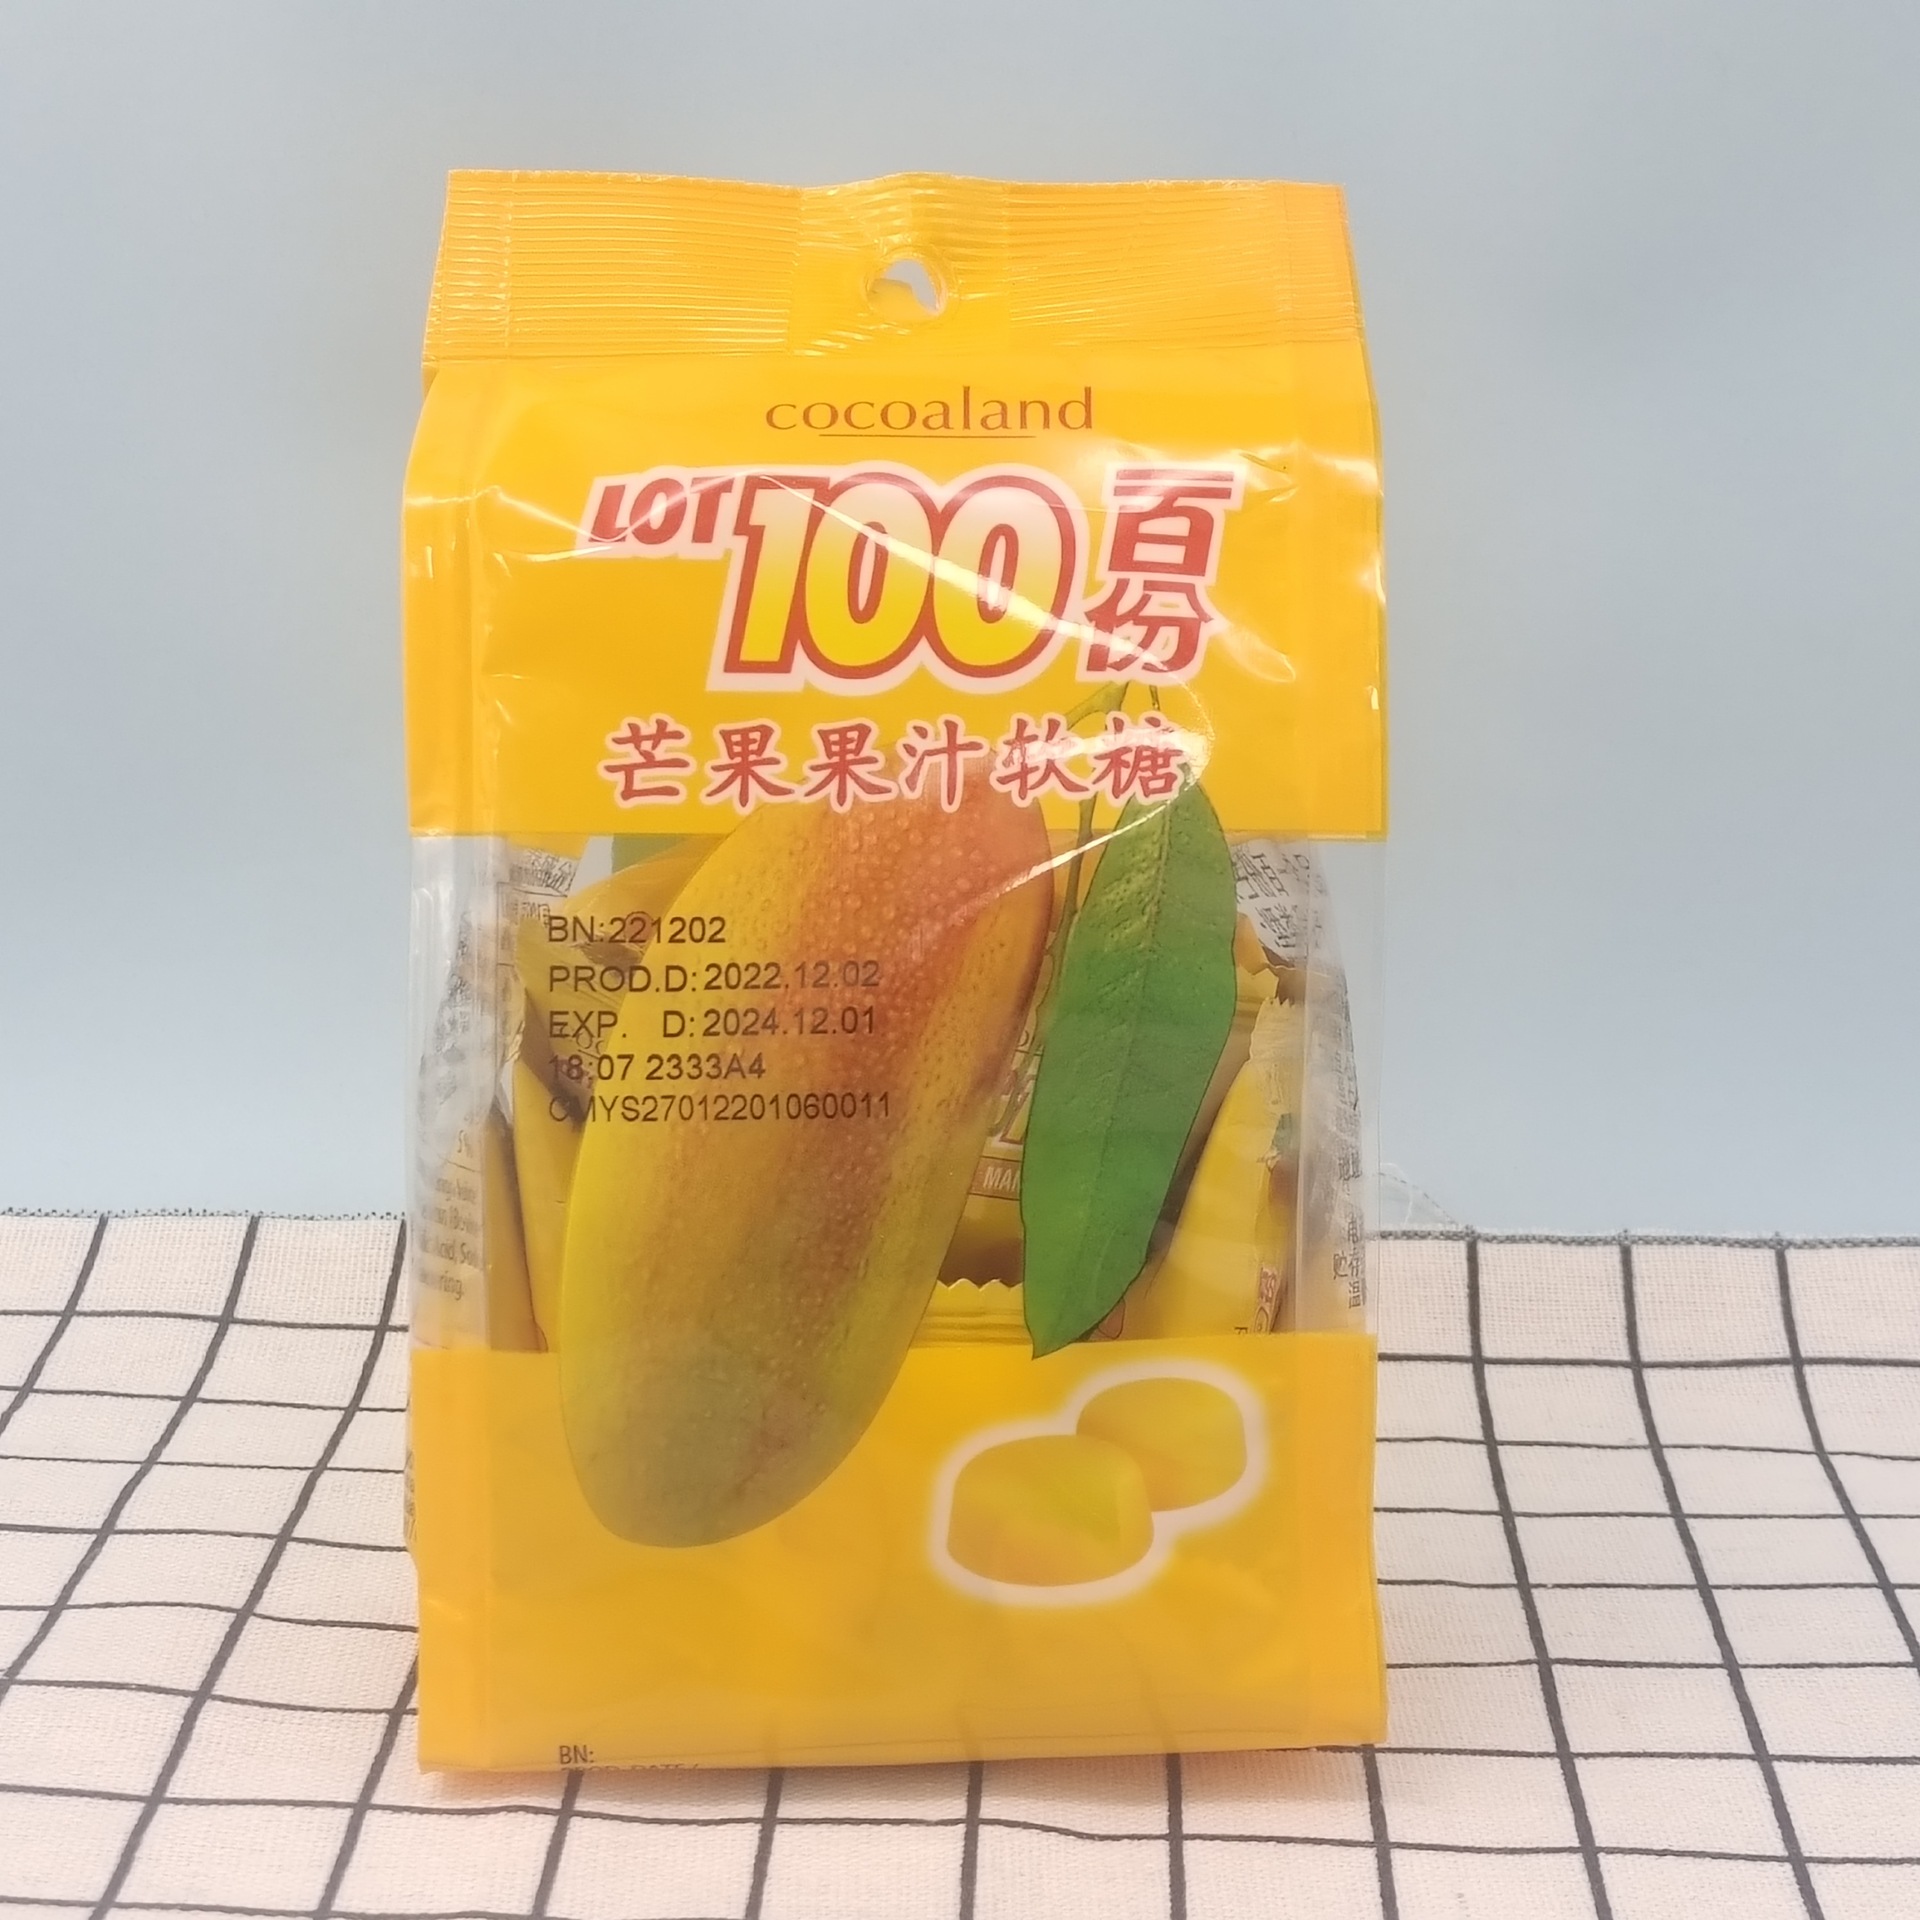 cocoaland
LOT 100 百份
芒果果汁软糖
BN:221202
PROD.D:2022.12.02
EXP. D:2024.12.01
18:07 2333A4
CMYS27012201060011
MAN
BN: